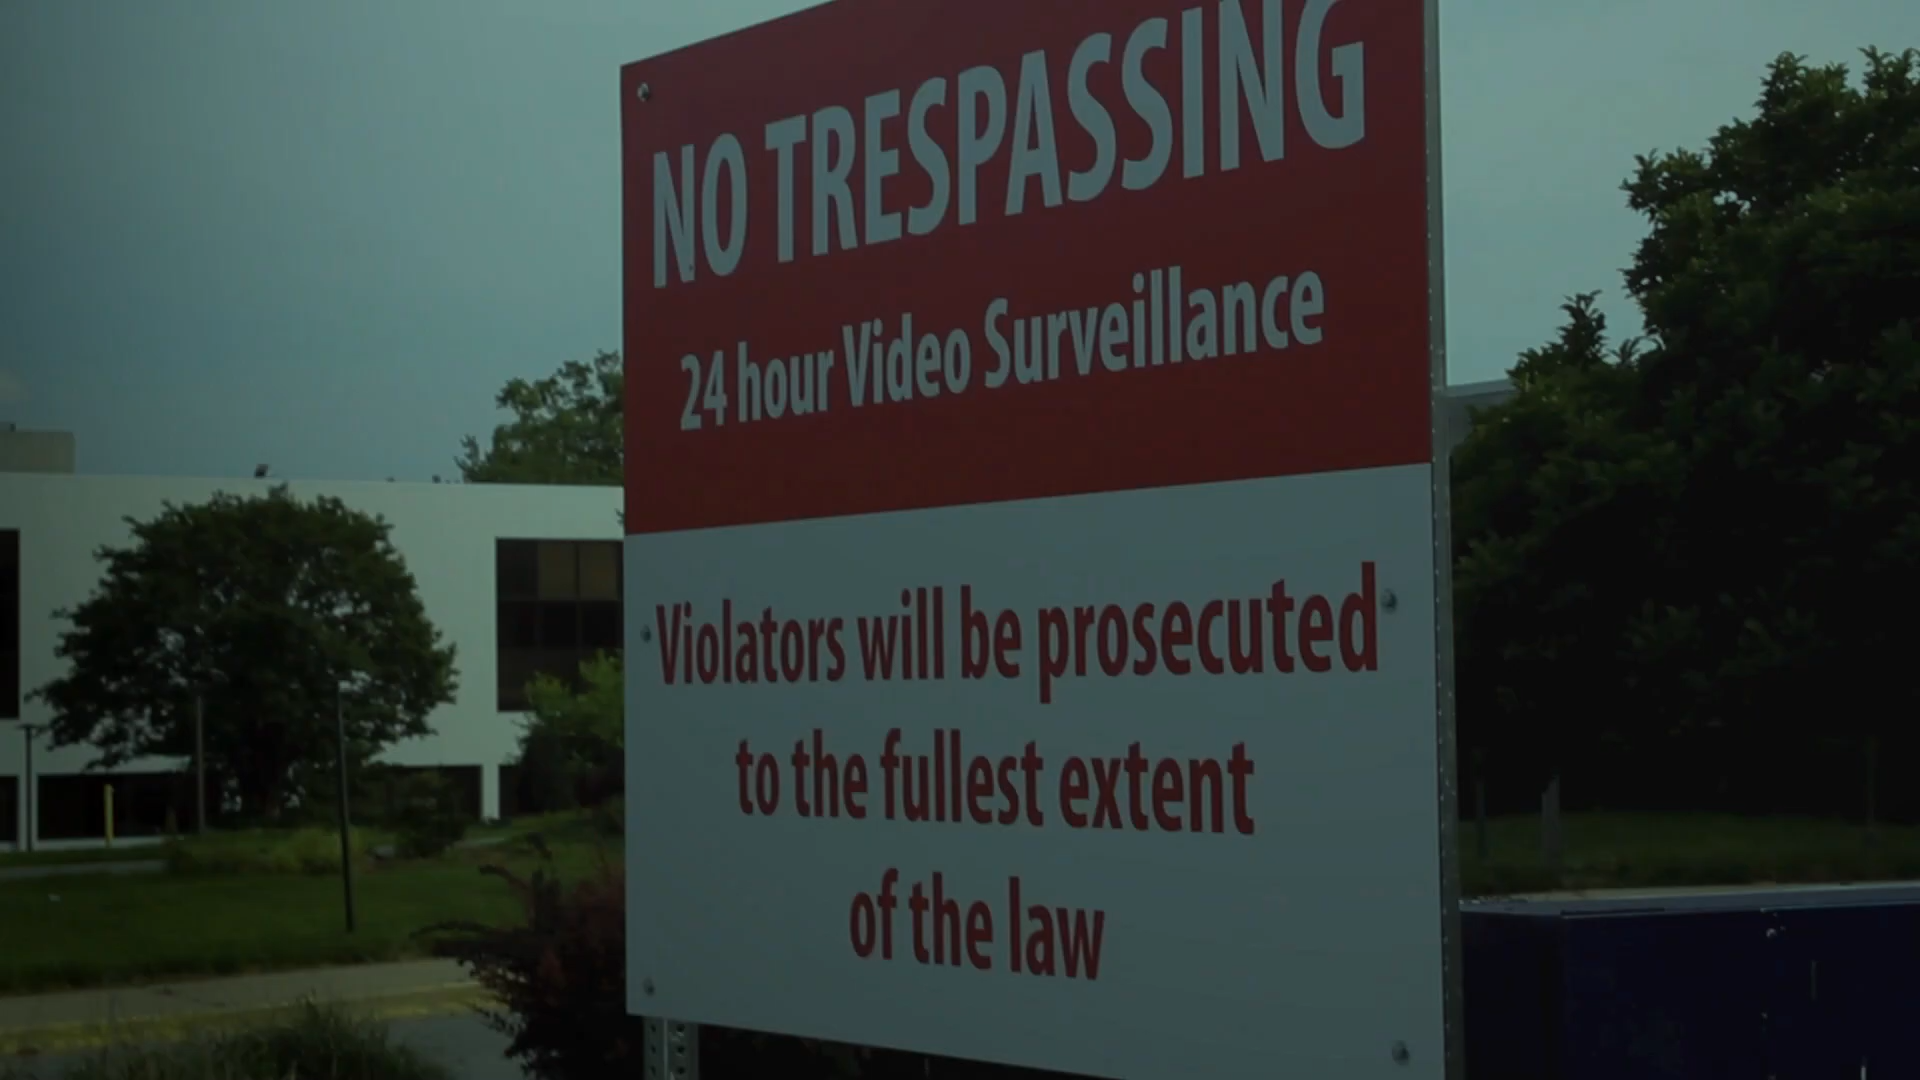 NO TRESPASSING
24 hour Video Surveillance
Violators will be prosecuted
to the fullest extent
of the law